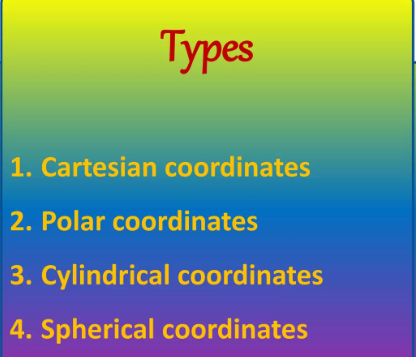 Types
1. Cartesian coordinates
2. Polar coordinates
3. Cylindrical coordinates
4. Spherical coordinates